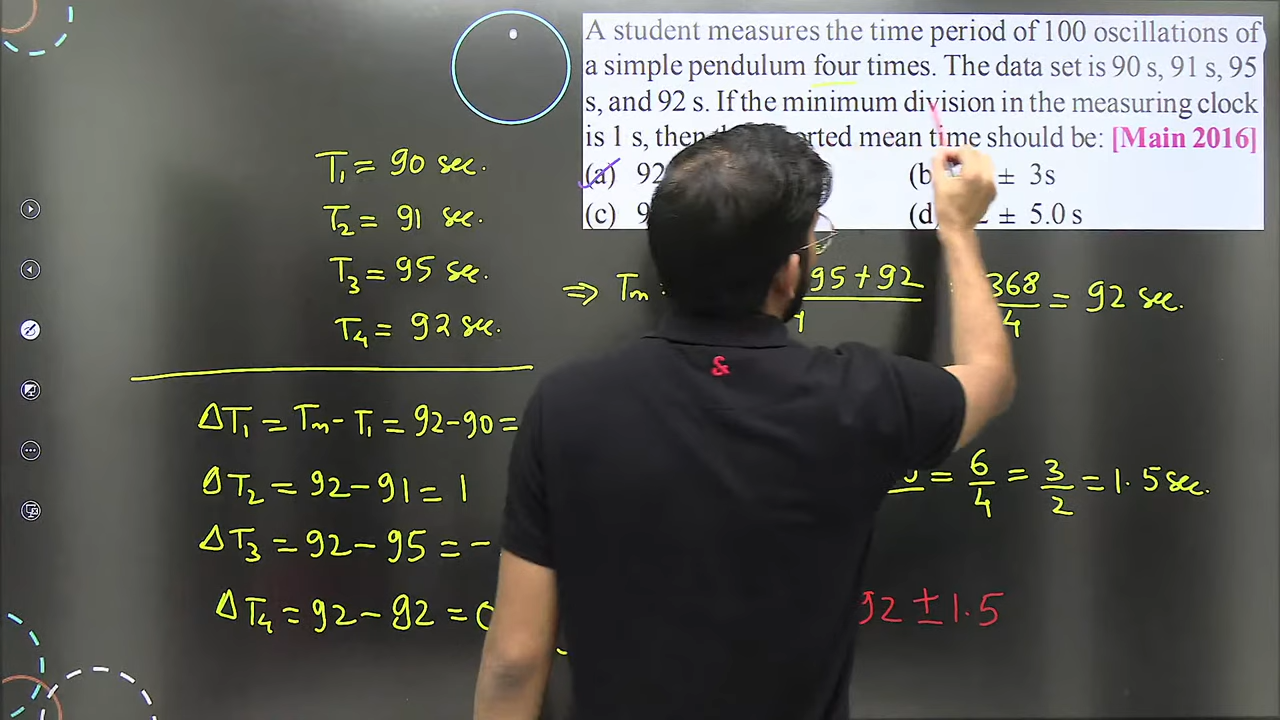 A student measures the time period of 100 oscillations of
a simple pendulum four times. The data set is 90 s, 91 s, 95
s, and 92 s. If the minimum division in the measuring clock
is 1 s, then mean time should be: [Main 2016]
(a) 92 (b ± 3s
(c) 9 (d) ± 5.0 s
T₁ = 90 sec.
T₂ = 91 sec.
T₃ = 95 sec.
T₄ = 92 sec.
⇒ Tm 95 + 92 368/4 = 92 sec.
ΔT₁ = Tm - T₁ = 92 - 90 =
ΔT₂ = 92 - 91 = 1
ΔT₃ = 92 - 95 = -
ΔT₄ = 92 - 92 = 0
= 6/4 = 3/2 = 1.5 sec.
92 ± 1.5